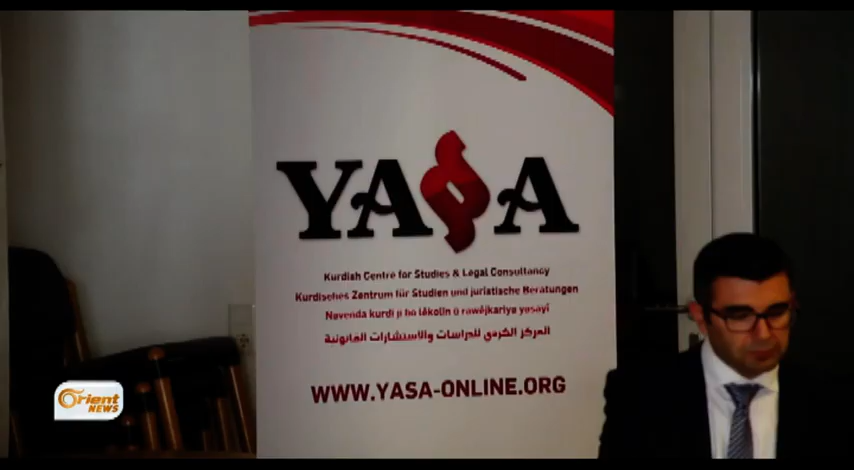 YASA
Kurdish Centre for Studies & Legal Consultancy
Kurdisches Zentrum für Studien und juristische Beratungen
Navenda kurdî ji bo lêkolîn û rawêjkariya yasayî
المركز الكردي للدراسات والاستشارات القانونية
WWW.YASA-ONLINE.ORG
Orient
NEWS